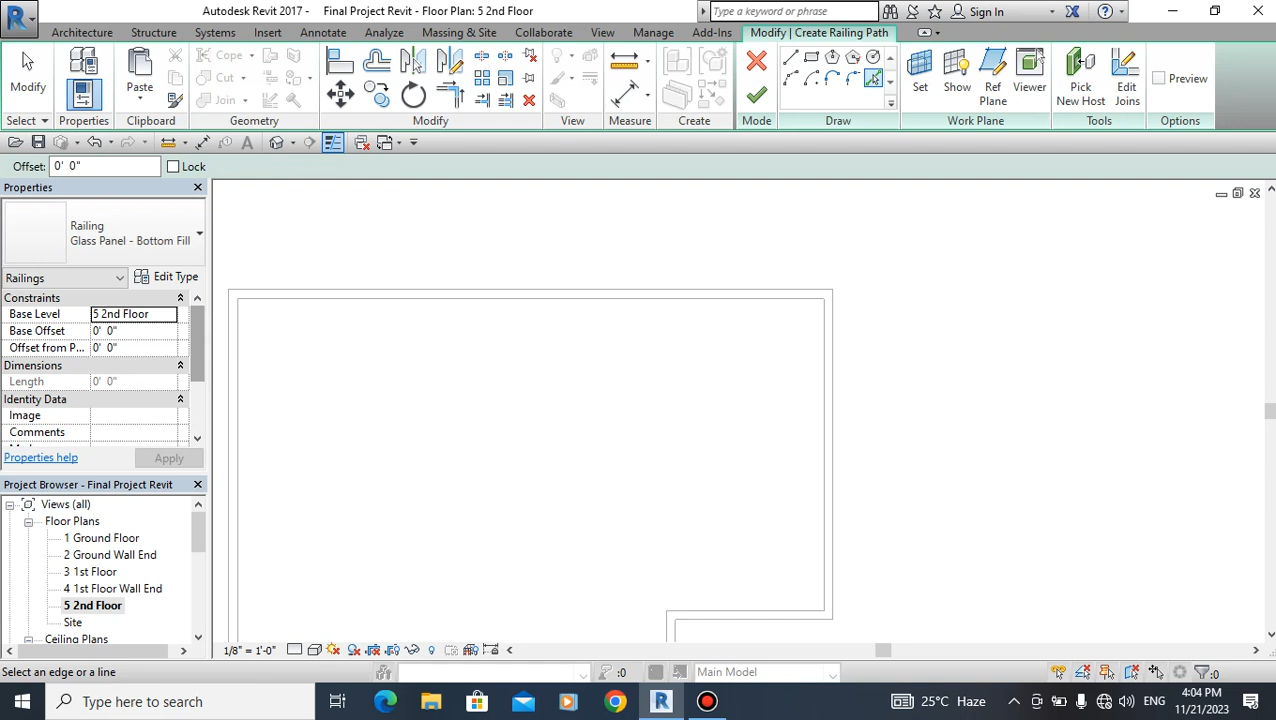 Autodesk Revit 2017 - Final Project Revit - Floor Plan: 5 2nd Floor
Type a keyword or phrase
Sign In
Architecture Structure Systems Insert Annotate Analyze Massing & Site Collaborate View Manage Add-Ins Modify | Create Railing Path
Cope
Cut
Join
Modify
Paste
Set Show Ref Plane Viewer
Pick New Host
Edit Joins
Preview
Select Properties Clipboard Geometry Modify View Measure Create Mode Draw Work Plane Tools Options
Offset: 0' 0" Lock
Properties
Railing
Glass Panel - Bottom Fill
Railings Edit Type
Constraints
Base Level 5 2nd Floor
Base Offset 0' 0"
Offset from P... 0' 0"
Dimensions
Length 0' 0"
Identity Data
Image
Comments
Properties help Apply
Project Browser - Final Project Revit
Views (all)
Floor Plans
1 Ground Floor
2 Ground Wall End
3 1st Floor
4 1st Floor Wall End
5 2nd Floor
Site
Ceiling Plans
1/8" = 1'-0"
Select an edge or a line
:0
Main Model
:0
Type here to search
25°C Haze
ENG
4:04 PM
11/21/2023